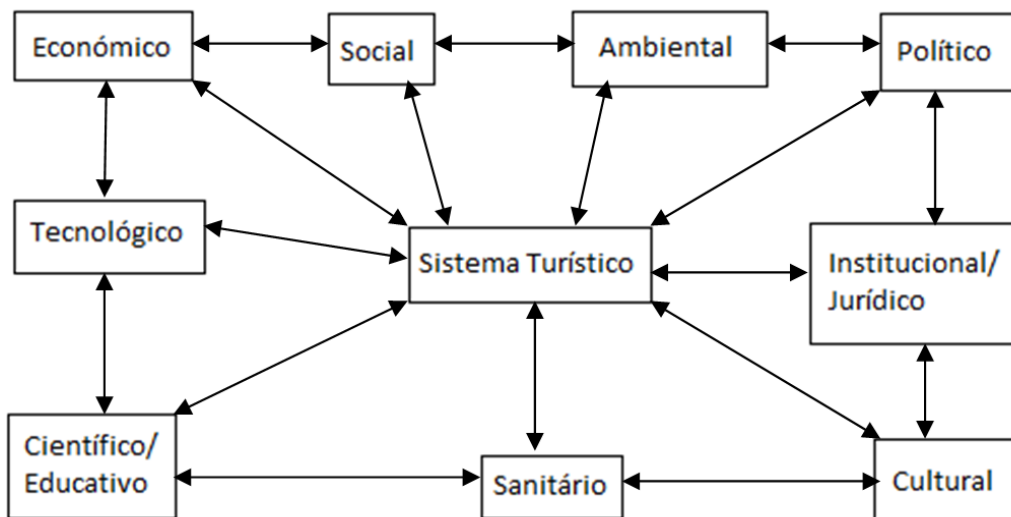 Económico
Social
Ambiental
Político
Tecnológico
Sistema Turístico
Institucional/
Jurídico
Científico/
Educativo
Sanitário
Cultural